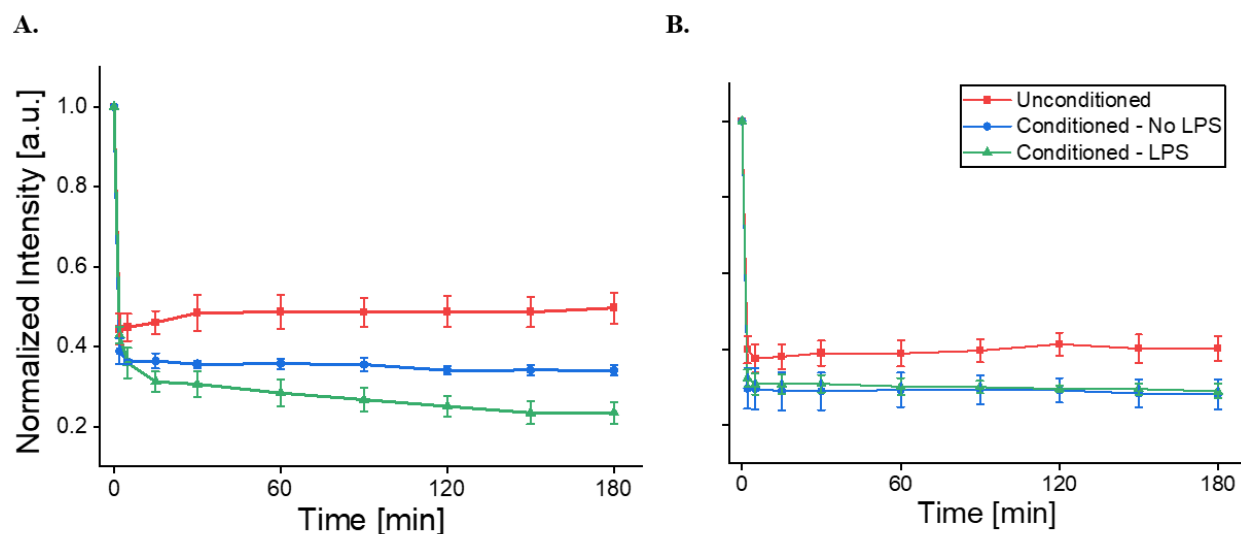 A.
B.
Normalized Intensity [a.u.]
1.0
0.8
0.6
0.4
0.2
0
60
120
180
Time [min]
Unconditioned
Conditioned - No LPS
Conditioned - LPS
0
60
120
180
Time [min]